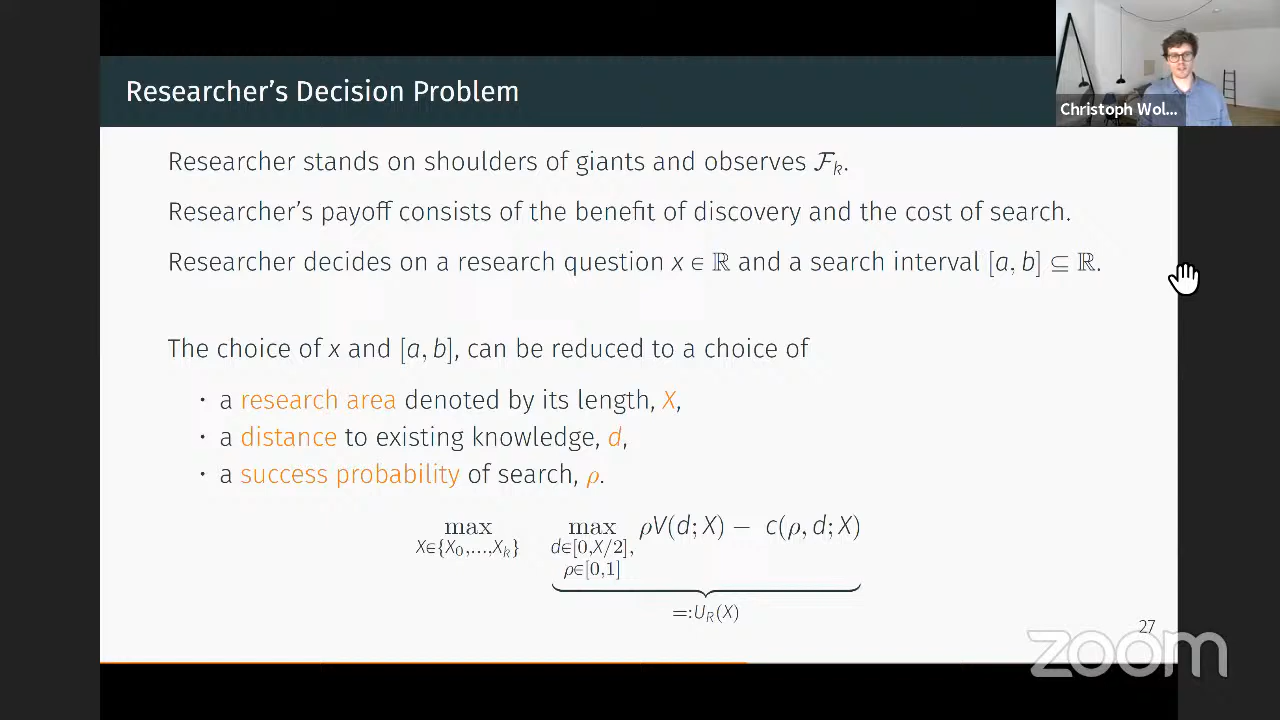 Researcher's Decision Problem
Christoph Wol...
Researcher stands on shoulders of giants and observes ℱₖ.
Researcher's payoff consists of the benefit of discovery and the cost of search.
Researcher decides on a research question x ∈ ℝ and a search interval [a, b] ⊆ ℝ.
The choice of x and [a, b], can be reduced to a choice of
· a research area denoted by its length, X,
· a distance to existing knowledge, d,
· a success probability of search, ρ.
max max ρV(d; X) − c(ρ, d; X)
X∈{X₀,...,Xₖ} d∈[0,X/2],
ρ∈[0,1]
=:U_R(X)
27
zoom